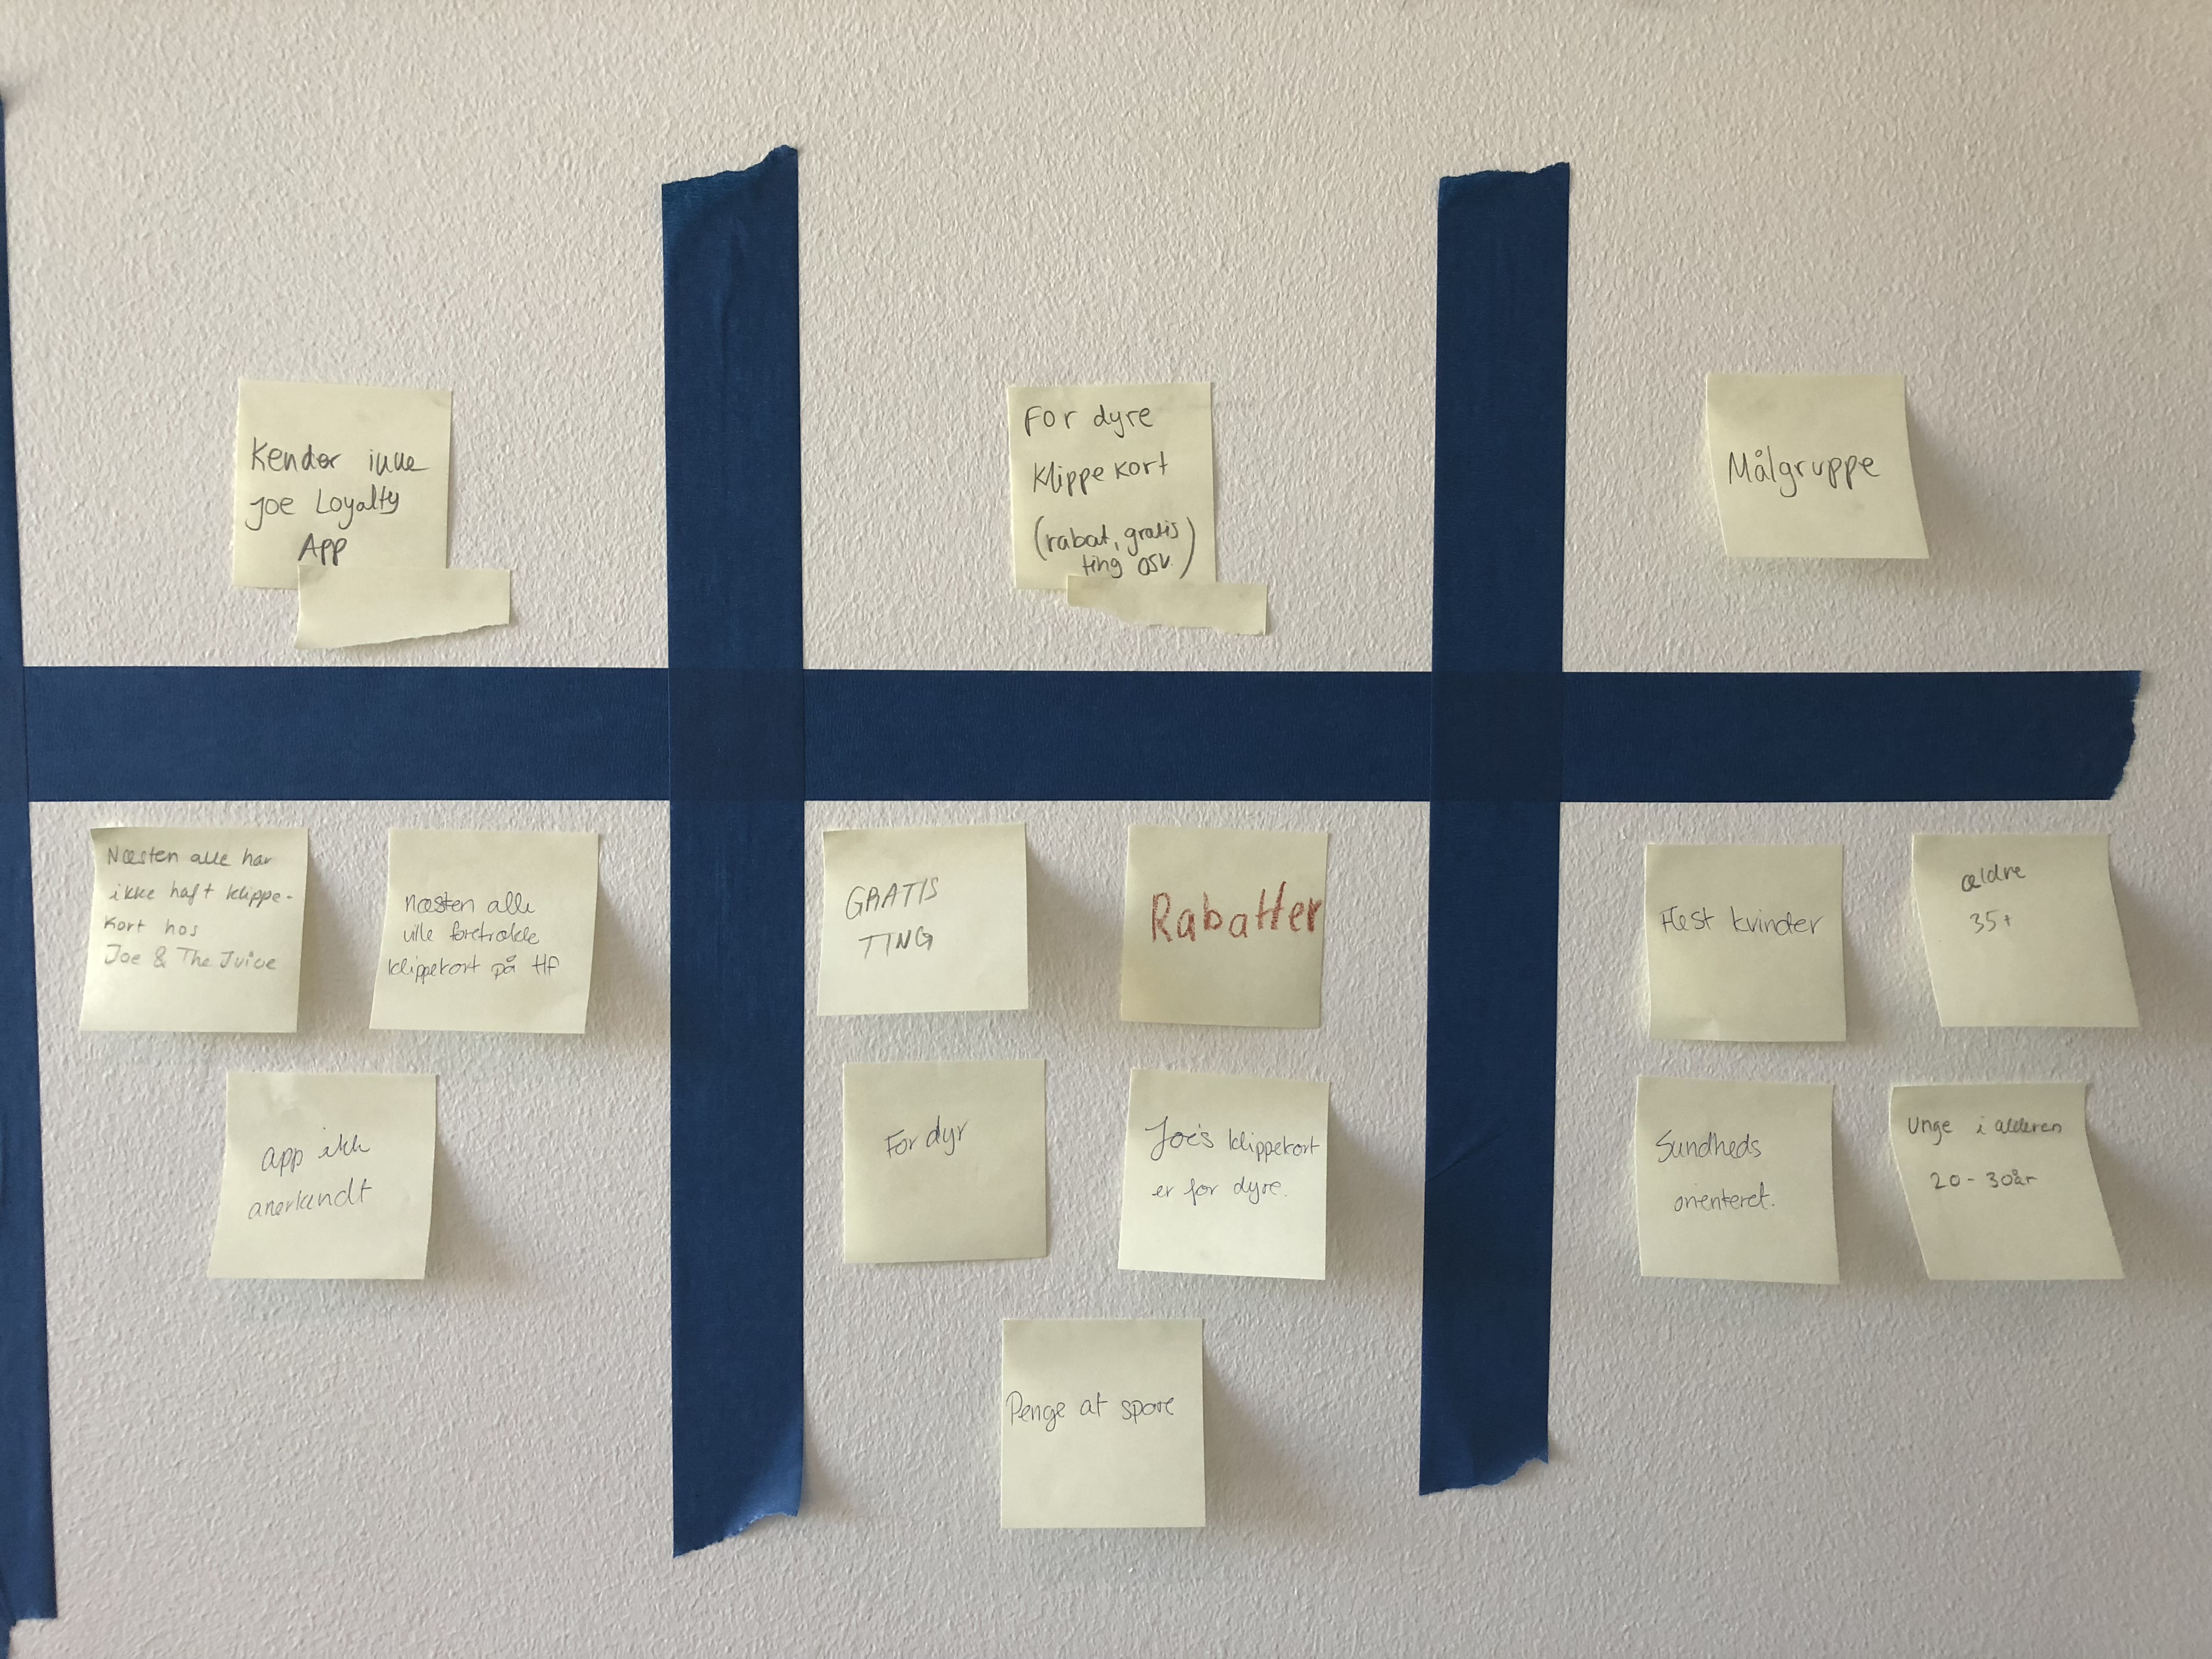 Kender ikke
Joe Loyalty
App
For dyre
Klippekort
(rabat, gratis
ting osv.)
Målgruppe
Næsten alle har
ikke haft klippe-
kort hos
Joe & The Juice
næsten alle
ville foretrække
klippekort på tlf
app ikk
anerkendt
GRATIS
TING
Rabatter
For dyr
Joe's klippekort
er for dyre.
Penge at spare
Flest kvinder
ældre
35+
Sundheds
orienteret.
Unge i alderen
20-30år